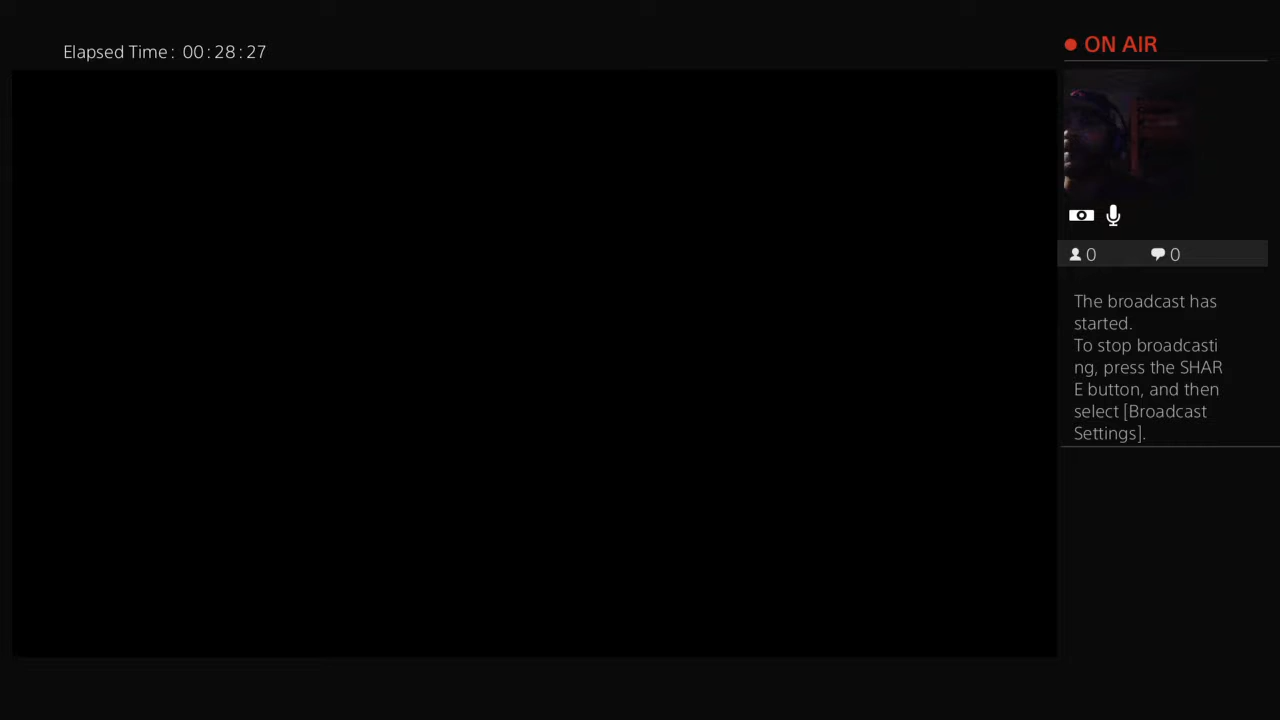 Elapsed Time: 00:28:27
ON AIR
0 0
The broadcast has
started.
To stop broadcasti
ng, press the SHAR
E button, and then
select [Broadcast
Settings].